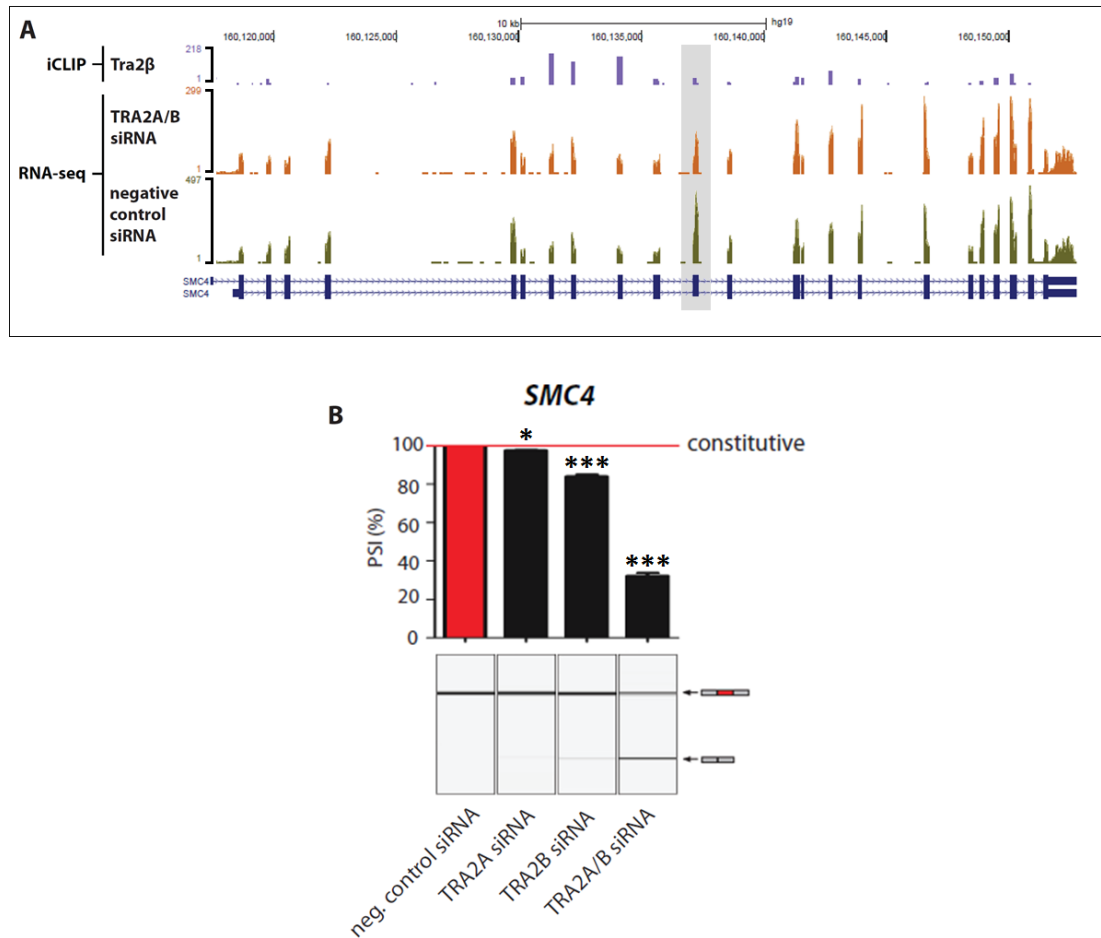 A
10 kb
hg19
160,120,000
160,125,000
160,130,000
160,135,000
160,140,000
160,145,000
160,150,000
iCLIP
Tra2β
218
1
RNA-seq
TRA2A/B
siRNA
299
1
negative
control
siRNA
497
1
SMC4
SMC4
B
SMC4
PSI (%)
100
80
60
40
20
0
*
***
***
constitutive
neg. control siRNA
TRA2A siRNA
TRA2B siRNA
TRA2A/B siRNA